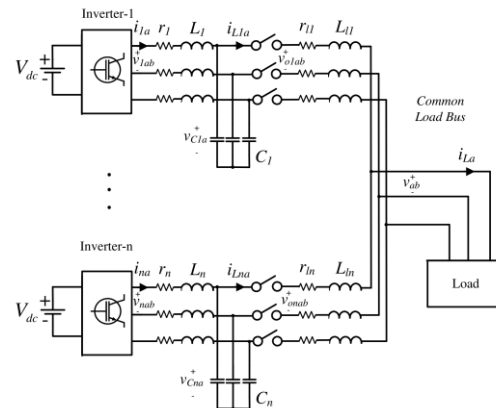 Inverter-1
i1a r1 L1 iL1a rl1 Ll1
Vdc + - + v1ab - + vo1ab -
Common
Load Bus
vC1a + - C1
iLa
+ vab -
Inverter-n
ina rn Ln iLna rln Lln
Load
Vdc + - + vnab - + vonab -
vCna + - Cn